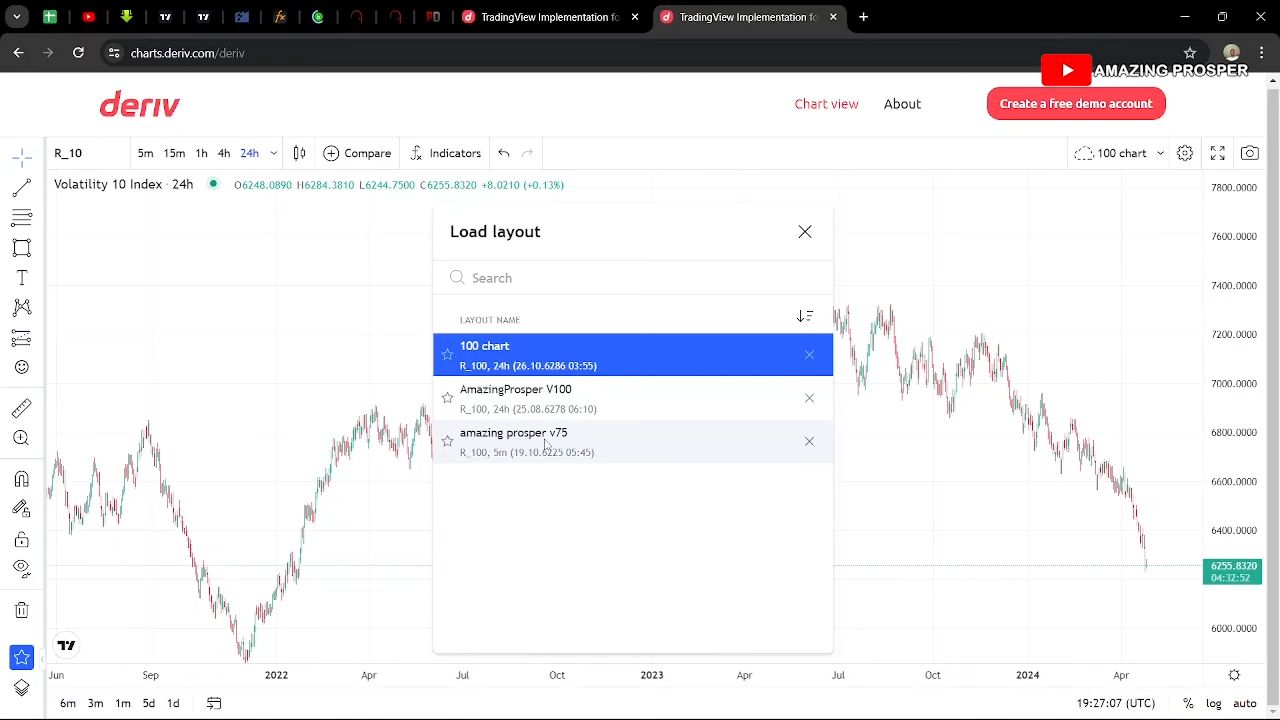 TradingView Implementation fo
TradingView Implementation fo
charts.deriv.com/deriv
AMAZING PROSPER
deriv
Chart view
About
Create a free demo account
R_10
5m 15m 1h 4h 24h
Compare
Indicators
100 chart
Volatility 10 Index · 24h
O6248.0890 H6284.3810 L6244.7500 C6255.8320 +8.0210 (+0.13%)
Load layout
Search
LAYOUT NAME
100 chart
R_100, 24h (26.10.6286 03:55)
AmazingProsper V100
R_100, 24h (25.08.6278 06:10)
amazing prosper v75
R_100, 5m (19.10.6225 05:45)
7800.0000
7600.0000
7400.0000
7200.0000
7000.0000
6800.0000
6600.0000
6400.0000
6255.8320
04:32:52
6000.0000
Jun Sep 2022 Apr Jul Oct 2023 Apr Jul Oct 2024 Apr
6m 3m 1m 5d 1d
19:27:07 (UTC)
% log auto